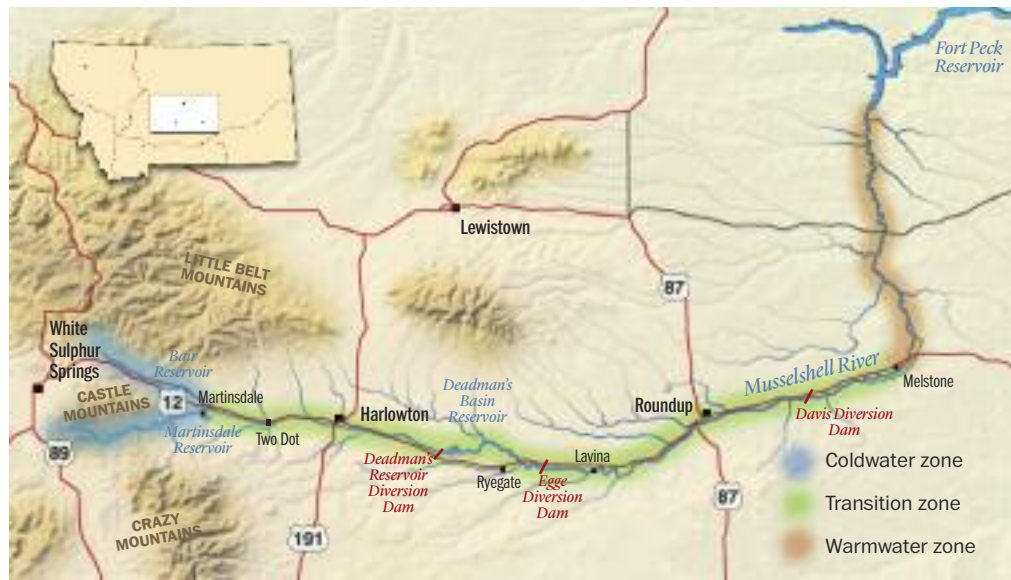 Fort Peck
Reservoir
Lewistown
LITTLE BELT
MOUNTAINS
87
White
Sulphur
Springs
Bair
Reservoir
CASTLE
MOUNTAINS
12
Martinsdale
Martinsdale
Reservoir
Two Dot
89
Harlowton
Deadman's
Basin
Reservoir
Roundup
Musselshell River
Melstone
Davis Diversion
Dam
Deadman's
Reservoir
Diversion
Dam
Ryegate
Lavina
Egge
Diversion
Dam
87
CRAZY
MOUNTAINS
191
Coldwater zone
Transition zone
Warmwater zone